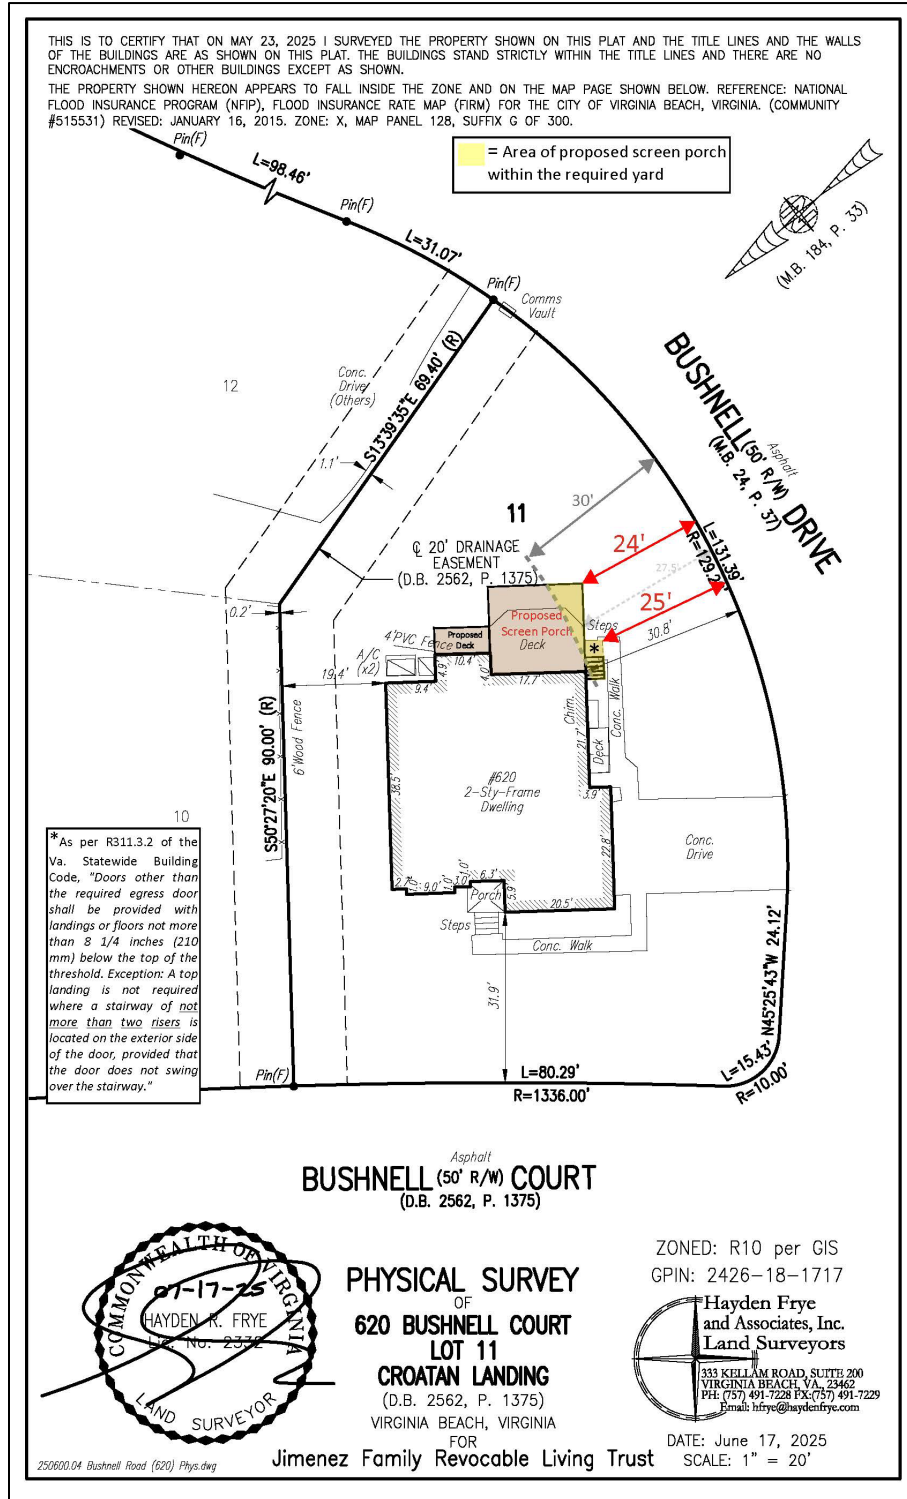 THIS IS TO CERTIFY THAT ON MAY 23, 2025 I SURVEYED THE PROPERTY SHOWN ON THIS PLAT AND THE TITLE LINES AND THE WALLS
OF THE BUILDINGS ARE AS SHOWN ON THIS PLAT. THE BUILDINGS STAND STRICTLY WITHIN THE TITLE LINES AND THERE ARE NO
ENCROACHMENTS OR OTHER BUILDINGS EXCEPT AS SHOWN.
THE PROPERTY SHOWN HEREON APPEARS TO FALL INSIDE THE ZONE AND ON THE MAP PAGE SHOWN BELOW. REFERENCE: NATIONAL
FLOOD INSURANCE PROGRAM (NFIP), FLOOD INSURANCE RATE MAP (FIRM) FOR THE CITY OF VIRGINIA BEACH, VIRGINIA. (COMMUNITY
#515531) REVISED: JANUARY 16, 2015. ZONE: X, MAP PANEL 128, SUFFIX G OF 300.
= Area of proposed screen porch
within the required yard
Pin(F)
L=98.46'
Pin(F)
L=31.07'
Pin(F)
Comms
Vault
(M.B. 184, P. 33)
BUSHNELL (50' R/W) DRIVE
(M.B. 24, P. 37)
Asphalt
12
Conc.
Drive
(Others)
S13°39'35"E 69.40' (R)
1.1'
30'
11
℄ 20' DRAINAGE
EASEMENT
(D.B. 2562, P. 1375)
24'
L=131.39'
27.5'
25'
30.8'
0.2'
Proposed
Screen Porch
Deck
Steps
*
4'PVC Fence
Proposed
Deck
A/C
(x2)
19.4'
9.4'
4.9'
10.4'
4.0'
17.7'
Chim.
21.7'
Deck
Conc. Walk
S50°27'20"E 90.00' (R)
6'Wood Fence
38.5'
#620
2-Sty-Frame
Dwelling
3.9'
22.8'
Conc.
Drive
10
*As per R311.3.2 of the
Va. Statewide Building
Code, "Doors other than
the required egress door
shall be provided with
landings or floors not more
than 8 1/4 inches (210
mm) below the top of the
threshold. Exception: A top
landing is not required
where a stairway of not
more than two risers is
located on the exterior side
of the door, provided that
the door does not swing
over the stairway."
2.7'
1.0'
9.0'
1.0'
3.0'
1.0'
6.3'
5.9'
Porch
20.5'
Steps
Conc. Walk
31.9'
N45°25'43"W 24.12'
Pin(F)
L=80.29'
R=1336.00'
L=15.43'
R=10.00'
Asphalt
BUSHNELL (50' R/W) COURT
(D.B. 2562, P. 1375)
COMMONWEALTH OF VIRGINIA
07-17-25
HAYDEN R. FRYE
Lic. No. 2332
LAND SURVEYOR
PHYSICAL SURVEY
OF
620 BUSHNELL COURT
LOT 11
CROATAN LANDING
(D.B. 2562, P. 1375)
VIRGINIA BEACH, VIRGINIA
FOR
Jimenez Family Revocable Living Trust
ZONED: R10 per GIS
GPIN: 2426-18-1717
Hayden Frye
and Associates, Inc.
Land Surveyors
333 KELLAM ROAD, SUITE 200
VIRGINIA BEACH, VA., 23462
PH: (757) 491-7228 FX:(757) 491-7229
Email: hfrye@haydenfrye.com
DATE: June 17, 2025
SCALE: 1" = 20'
250600.04 Bushnell Road (620) Phys.dwg